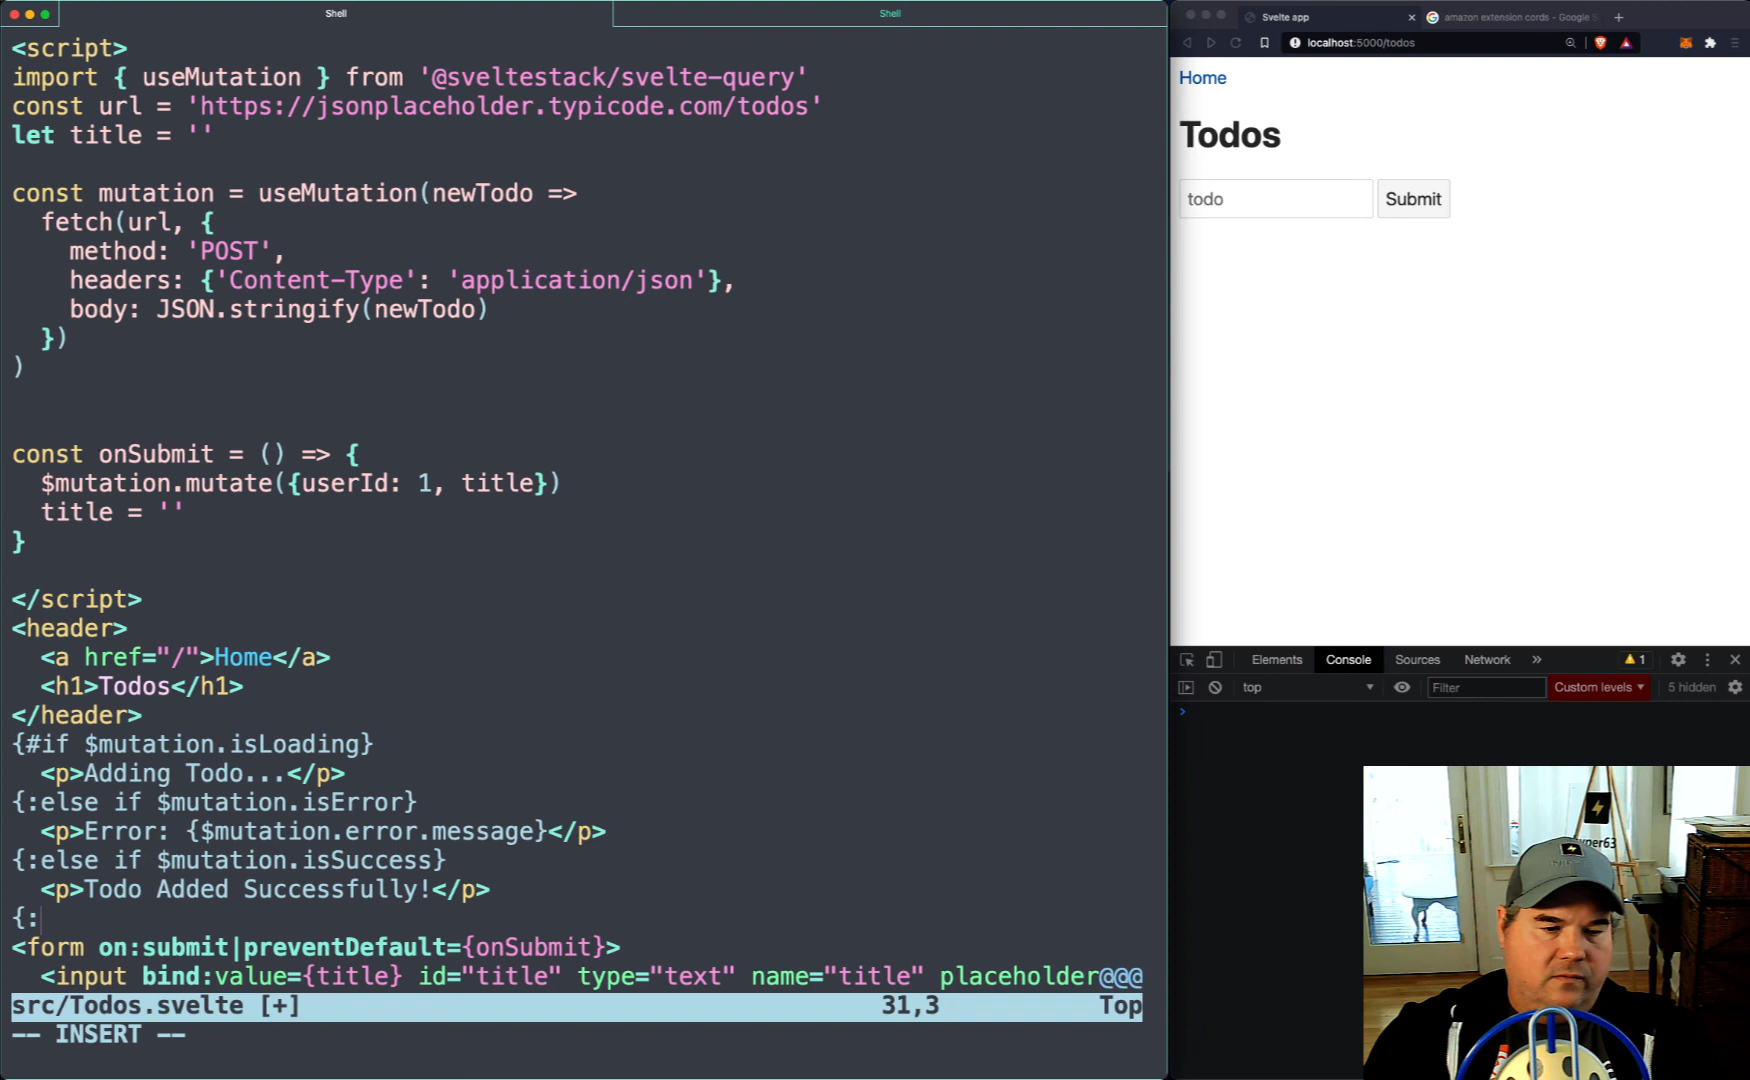 Shell
Shell
<script>
import { useMutation } from '@sveltestack/svelte-query'
const url = 'https://jsonplaceholder.typicode.com/todos'
let title = ''
const mutation = useMutation(newTodo =>
fetch(url, {
method: 'POST',
headers: {'Content-Type': 'application/json'},
body: JSON.stringify(newTodo)
})
)
const onSubmit = () => {
$mutation.mutate({userId: 1, title})
title = ''
}
</script>
<header>
<a href="/">Home</a>
<h1>Todos</h1>
</header>
{#if $mutation.isLoading}
<p>Adding Todo...</p>
{:else if $mutation.isError}
<p>Error: {$mutation.error.message}</p>
{:else if $mutation.isSuccess}
<p>Todo Added Successfully!</p>
{:
<form on:submit|preventDefault={onSubmit}>
<input bind:value={title} id="title" type="text" name="title" placeholder@@@
src/Todos.svelte [+] 31,3 Top
-- INSERT --
Svelte app
amazon extension cords - Google S
localhost:5000/todos
Home
Todos
todo Submit
Elements Console Sources Network » 1
top Filter Custom levels 5 hidden
>
yper63